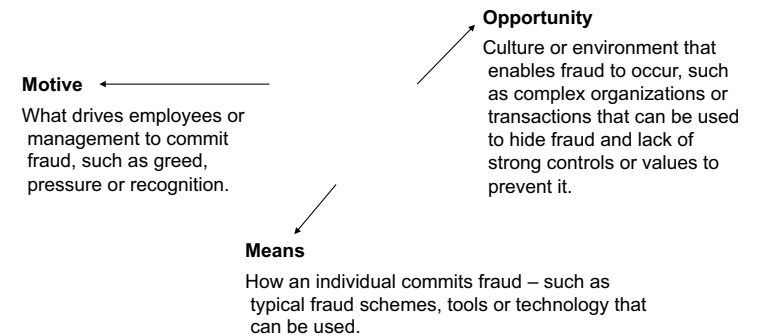 Opportunity
Culture or environment that
enables fraud to occur, such
as complex organizations or
transactions that can be used
to hide fraud and lack of
strong controls or values to
prevent it.
Motive
What drives employees or
management to commit
fraud, such as greed,
pressure or recognition.
Means
How an individual commits fraud – such as
typical fraud schemes, tools or technology that
can be used.